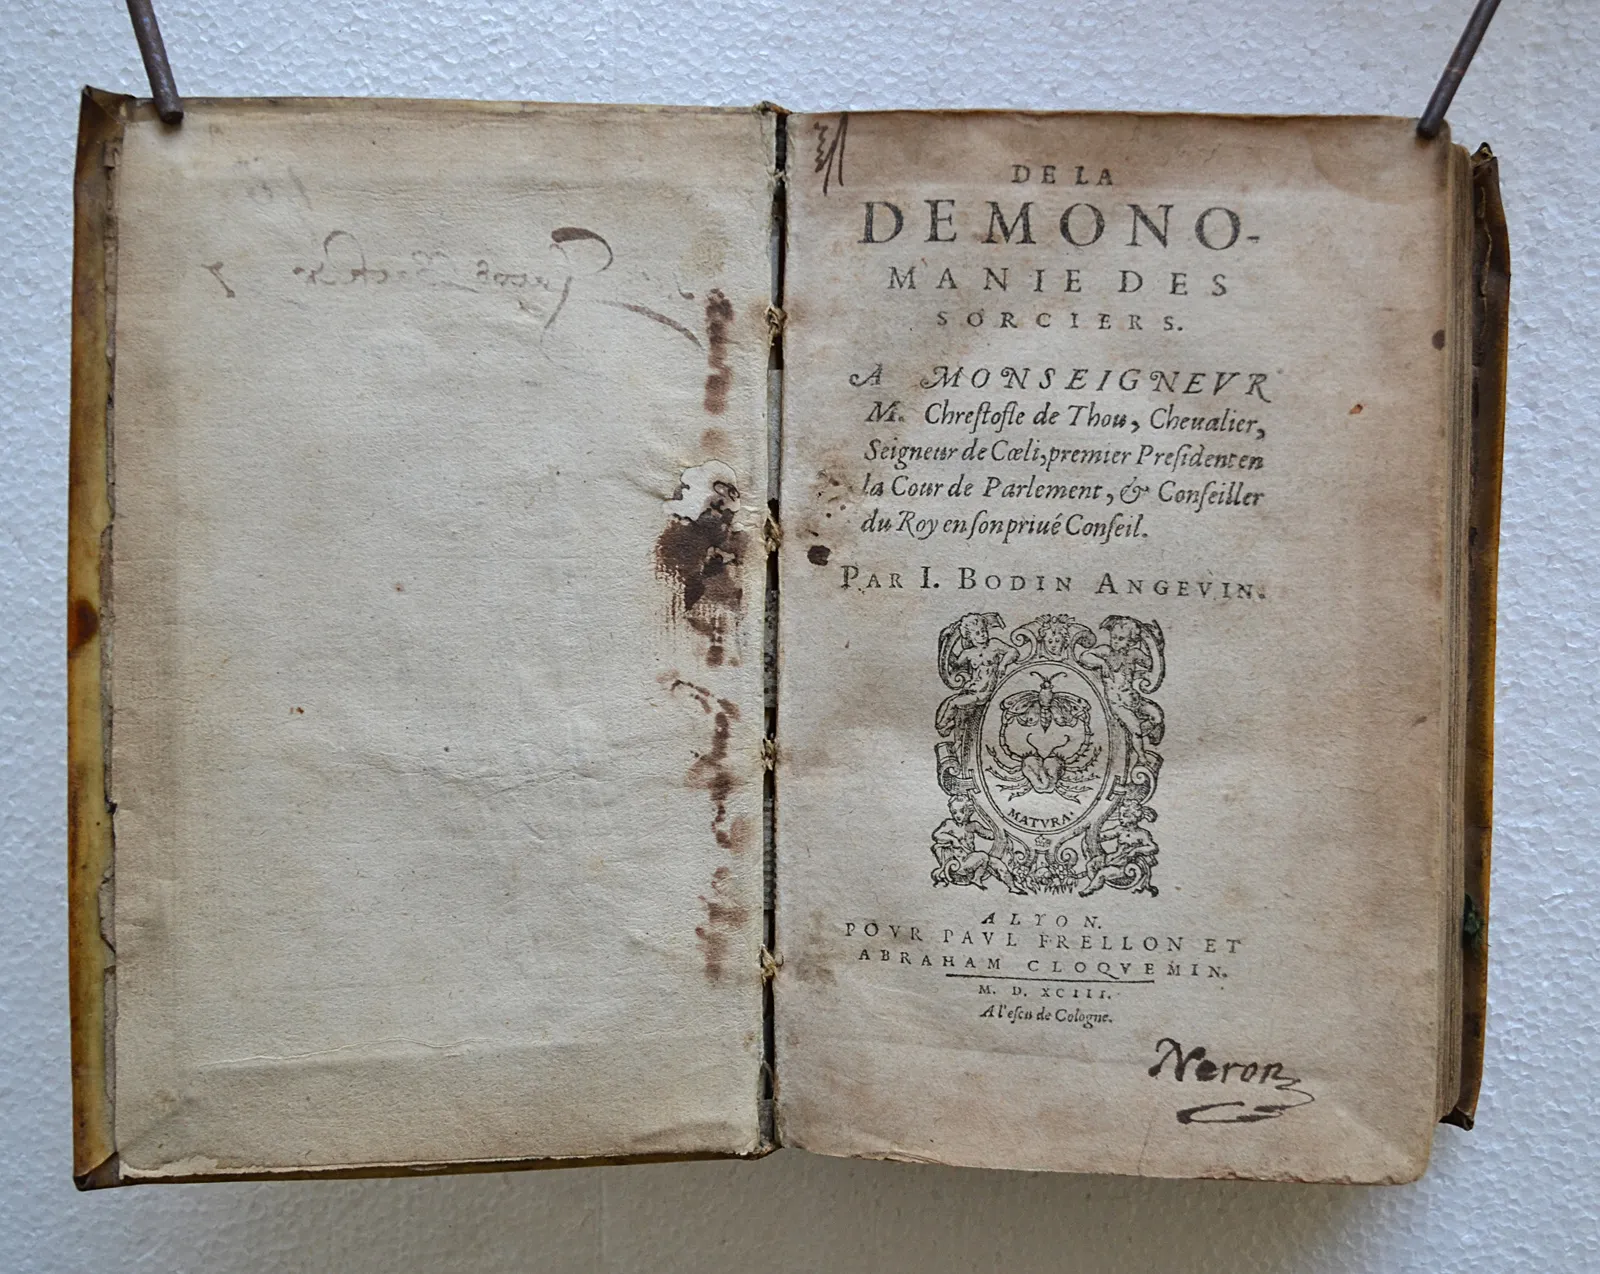 DE LA
DEMONO-
MANIE DES
SORCIERS.
A MONSEIGNEVR
M. Chreſtofle de Thou, Cheualier,
Seigneur de Cœli, premier Preſident en
la Cour de Parlement, & Conſeiller
du Roy en ſon priué Conſeil.
PAR I. BODIN ANGEVIN.
MATVRA.
A LYON.
POVR PAVL FRELLON ET
ABRAHAM CLOQVEMIN.
M. D. XCIII.
A l'eſcu de Cologne.
Neron